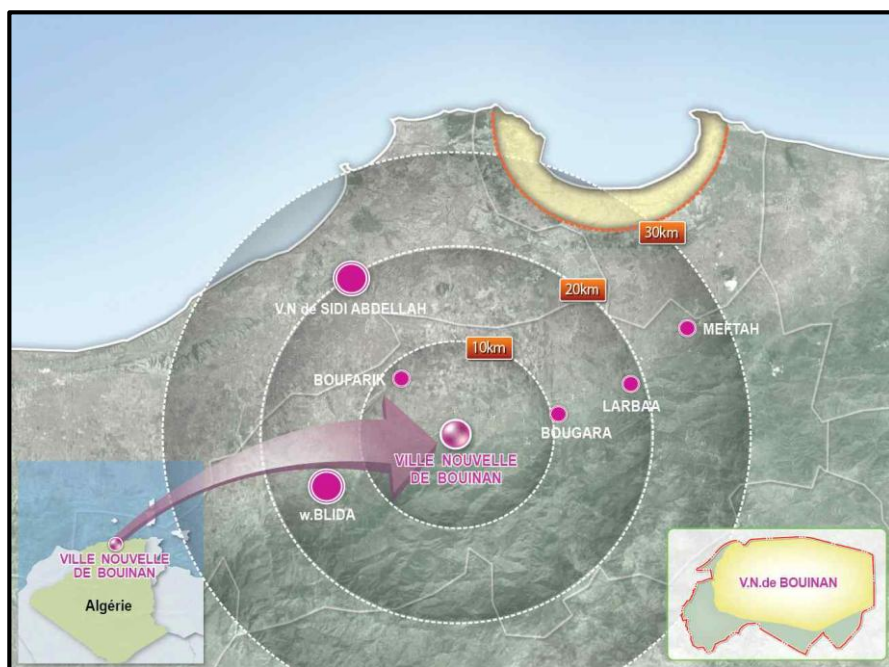 30km
20km
V.N de SIDI ABDELLAH
MEFTAH
10km
BOUFARIK
LARBAA
BOUGARA
VILLE NOUVELLE
DE BOUINAN
w.BLIDA
VILLE NOUVELLE
DE BOUINAN
Algérie
V.N.de BOUINAN